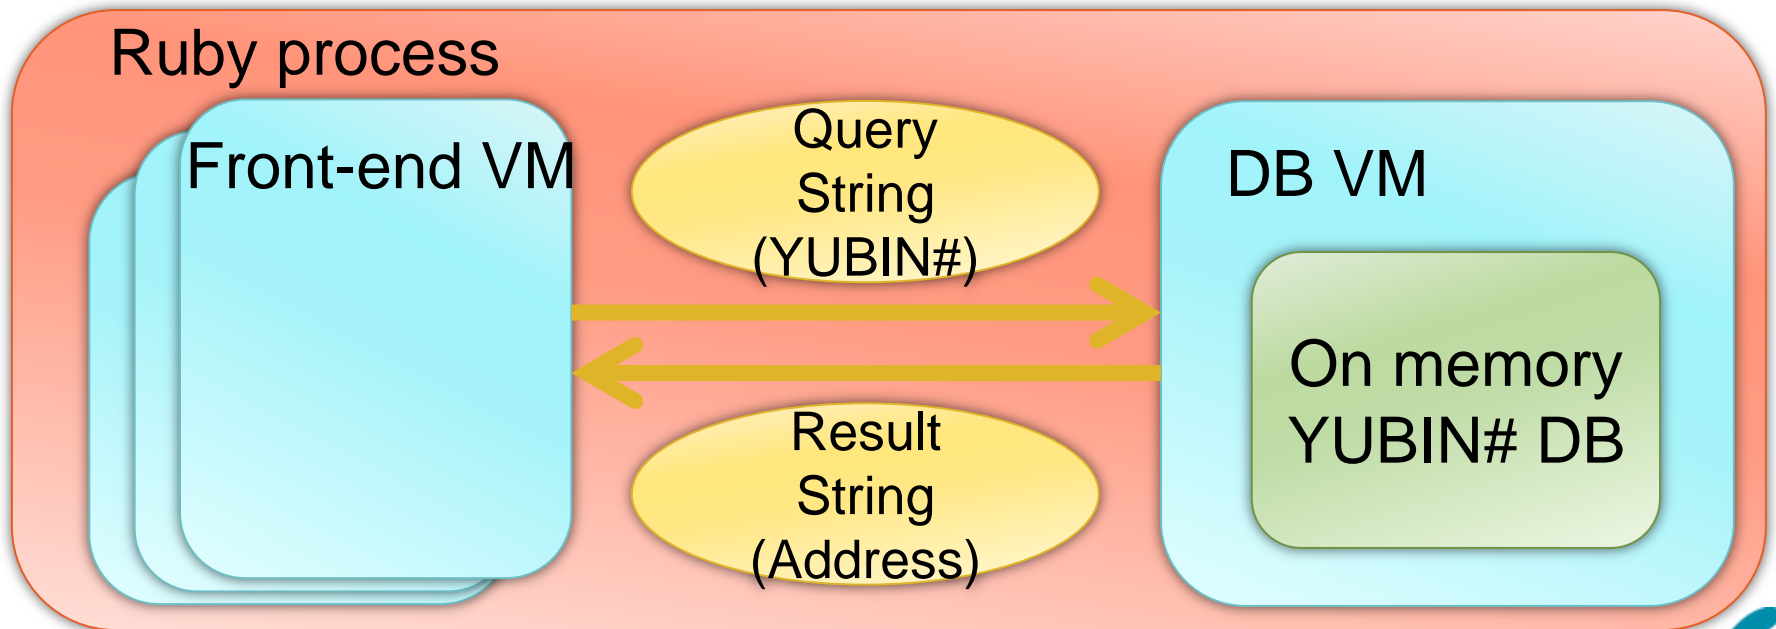 Ruby process
Front-end VM
Query
String
(YUBIN#)
DB VM
On memory
YUBIN# DB
Result
String
(Address)